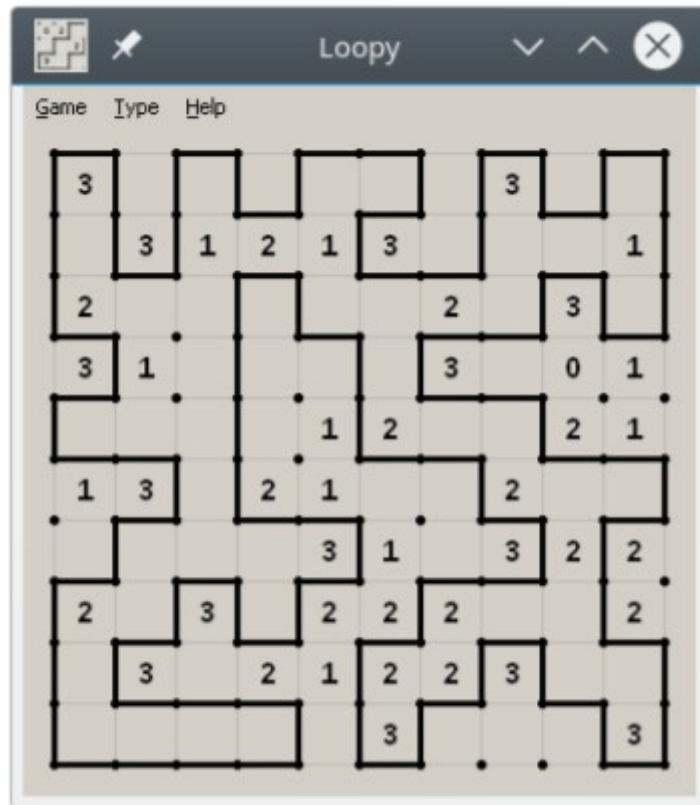 Loopy
Game Type Help
3 3
3 1 2 1 3 1
2 2 3
3 1 3 0 1
1 2 2 1
1 3 2 1 2
3 1 3 2 2
2 3 2 2 2 2
3 2 1 2 2 3
3 3